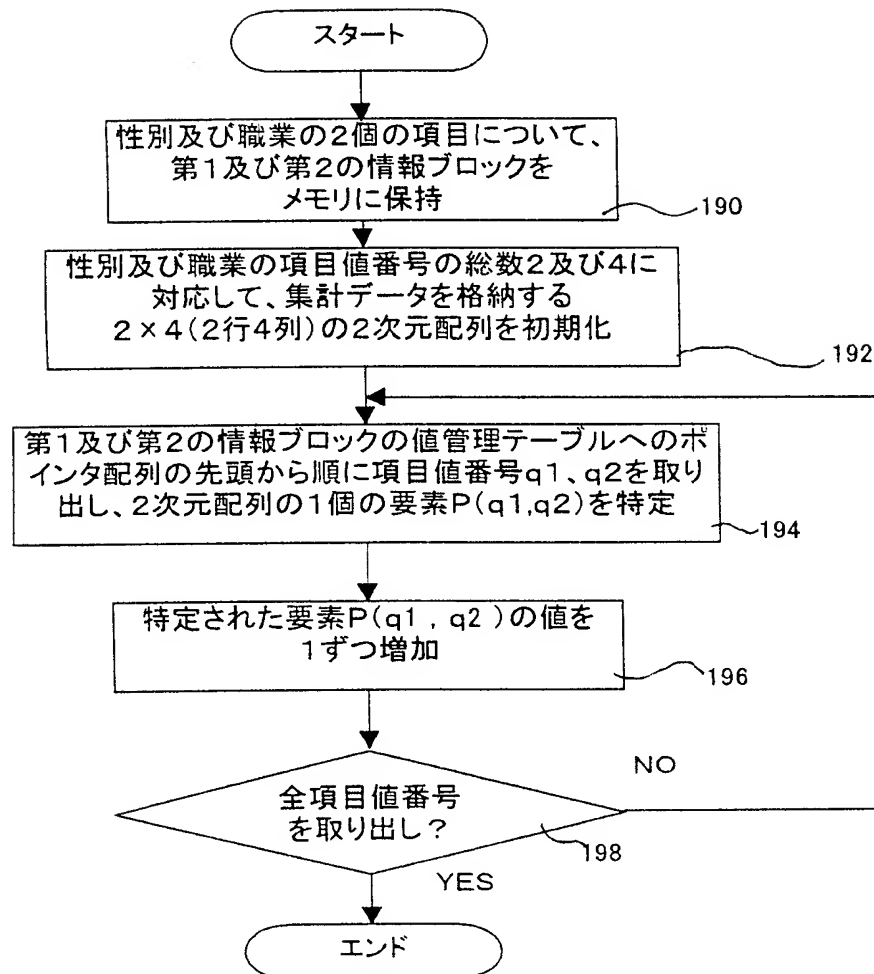 スタート
性別及び職業の2個の項目について、
第1及び第2の情報ブロックを
メモリに保持
190
性別及び職業の項目値番号の総数2及び4に
対応して、集計データを格納する
2×4(2行4列)の2次元配列を初期化
192
第1及び第2の情報ブロックの値管理テーブルへのポ
インタ配列の先頭から順に項目値番号q1、q2を取り
出し、2次元配列の1個の要素P(q1,q2)を特定
194
特定された要素P(q1 , q2 )の値を
1ずつ増加
196
全項目値番号
を取り出し?
NO
198
YES
エンド